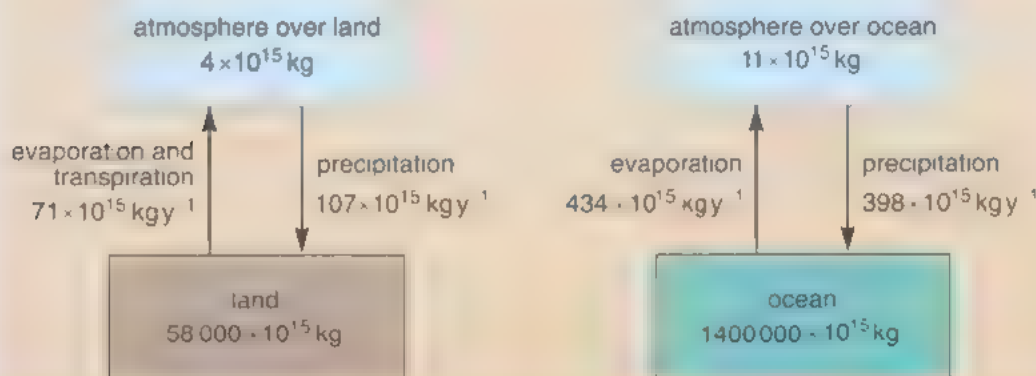 atmosphere over land
4 × 10¹⁵ kg
evaporation and
transpiration
71 × 10¹⁵ kg y⁻¹
precipitation
107 × 10¹⁵ kg y⁻¹
land
58 000 × 10¹⁵ kg
atmosphere over ocean
11 × 10¹⁵ kg
evaporation
434 × 10¹⁵ kg y⁻¹
precipitation
398 × 10¹⁵ kg y⁻¹
ocean
1 400 000 × 10¹⁵ kg